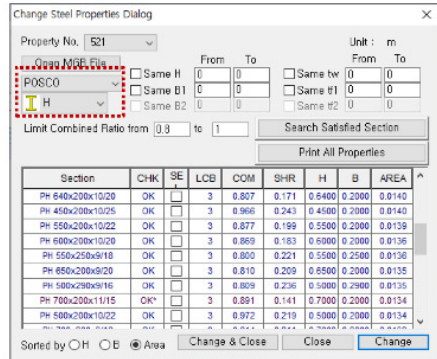 Change Steel Properties Dialog
Property No. 521 Unit : m
Open MGB File From To From To
POSCO Same H 0 0 Same tw 0 0
H Same B1 0 0 Same tf1 0 0
Same B2 0 0 Same tf2 0 0
Limit Combined Ratio from 0.8 to 1 Search Satisfied Section
Print All Properties
Section CHK SE LCB COM SHR H B AREA
PH 640x200x10/20 OK 3 0.807 0.171 0.6400 0.2000 0.0140
PH 450x200x10/25 OK 3 0.966 0.243 0.4500 0.2000 0.0140
PH 550x200x10/22 OK 3 0.877 0.199 0.5500 0.2000 0.0139
PH 600x200x10/20 OK 3 0.869 0.183 0.6000 0.2000 0.0136
PH 550x250x9/18 OK 3 0.800 0.221 0.5500 0.2500 0.0136
PH 650x200x9/20 OK 3 0.810 0.209 0.6500 0.2000 0.0135
PH 500x290x9/16 OK 3 0.809 0.236 0.5000 0.2900 0.0135
PH 700x200x11/15 OK* 3 0.891 0.141 0.7000 0.2000 0.0134
PH 500x200x10/22 OK 3 0.972 0.219 0.5000 0.2000 0.0134
Sorted by H B Area Change & Close Close Change